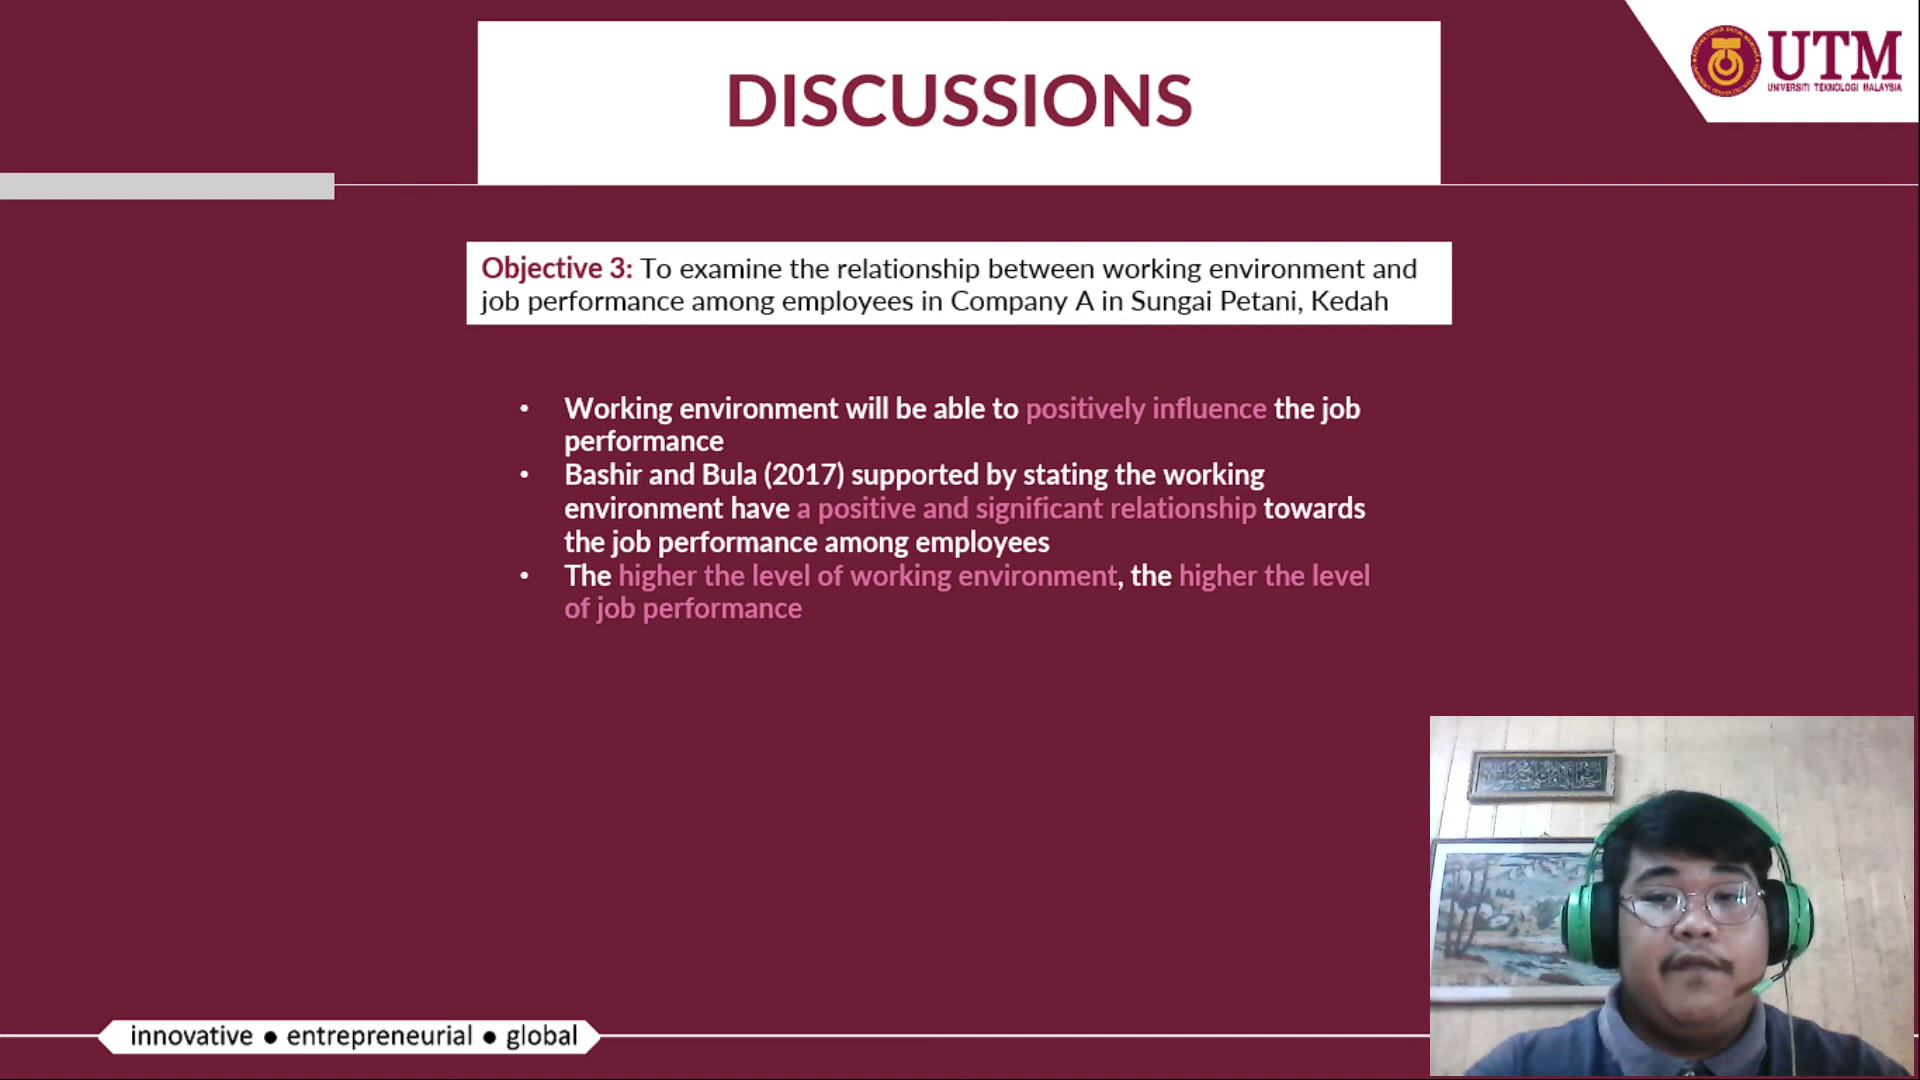 DISCUSSIONS
UTM
UNIVERSITI TEKNOLOGI MALAYSIA
Objective 3: To examine the relationship between working environment and
job performance among employees in Company A in Sungai Petani, Kedah
• Working environment will be able to positively influence the job
performance
• Bashir and Bula (2017) supported by stating the working
environment have a positive and significant relationship towards
the job performance among employees
• The higher the level of working environment, the higher the level
of job performance
innovative ● entrepreneurial ● global